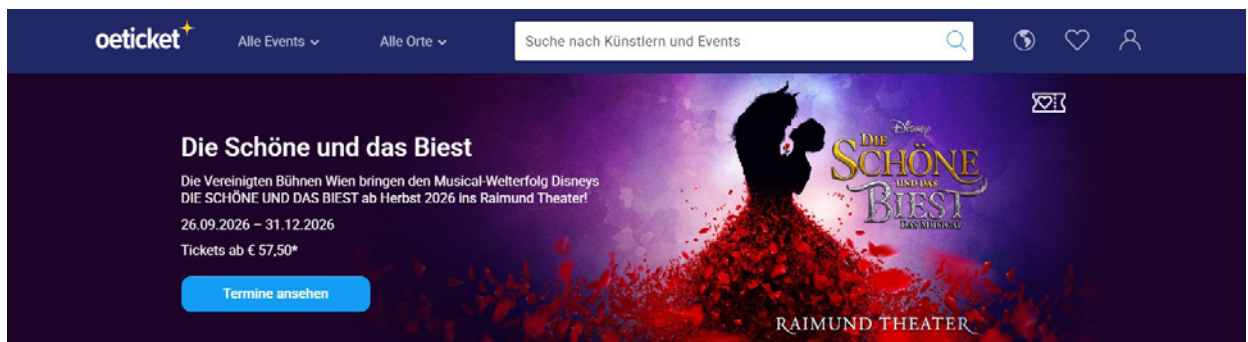 oeticket
Alle Events
Alle Orte
Suche nach Künstlern und Events
Die Schöne und das Biest
Die Vereinigten Bühnen Wien bringen den Musical-Welterfolg Disneys
DIE SCHÖNE UND DAS BIEST ab Herbst 2026 ins Raimund Theater!
26.09.2026 – 31.12.2026
Tickets ab € 57,50*
Termine ansehen
Disney
DIE
SCHÖNE
UND DAS
BIEST
DAS MUSICAL
RAIMUND THEATER